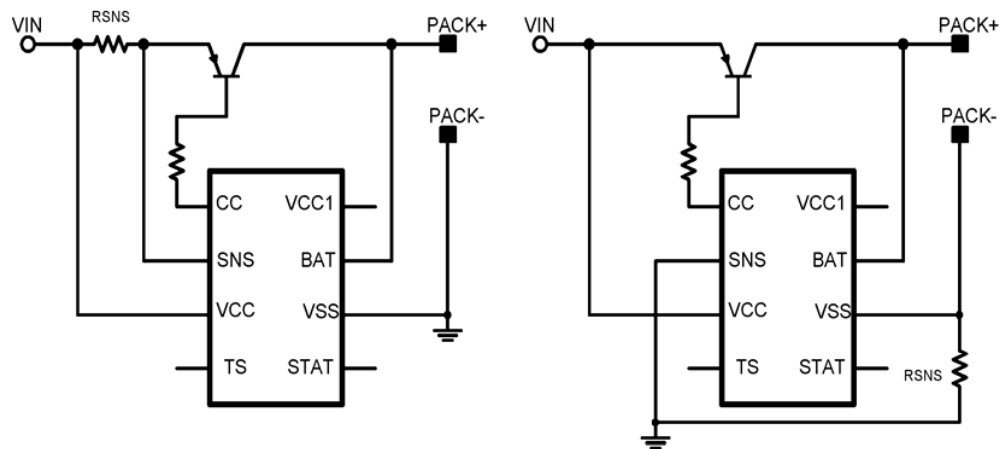 VIN
RSNS
PACK+
PACK-
CC
VCC1
SNS
BAT
VCC
VSS
TS
STAT
VIN
PACK+
PACK-
CC
VCC1
SNS
BAT
VCC
VSS
TS
STAT
RSNS